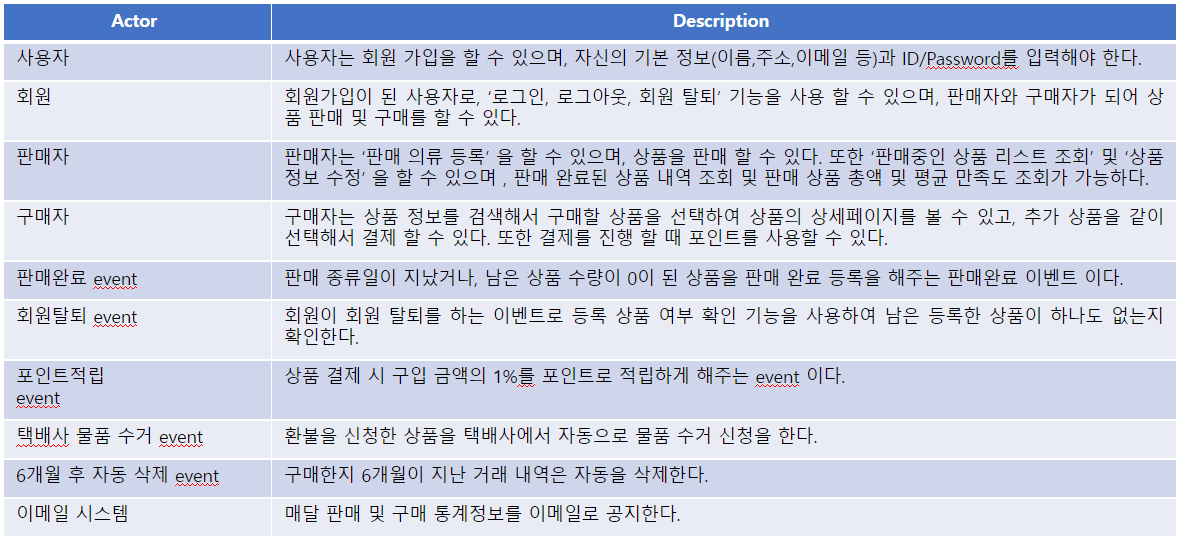 Actor Description
사용자 사용자는 회원 가입을 할 수 있으며, 자신의 기본 정보(이름,주소,이메일 등)과 ID/Password를 입력해야 한다.
회원 회원가입이 된 사용자로, ‘로그인, 로그아웃, 회원 탈퇴’ 기능을 사용 할 수 있으며, 판매자와 구매자가 되어 상
품 판매 및 구매를 할 수 있다.
판매자 판매자는 ‘판매 의류 등록’ 을 할 수 있으며, 상품을 판매 할 수 있다. 또한 ‘판매중인 상품 리스트 조회’ 및 ‘상품
정보 수정’ 을 할 수 있으며 , 판매 완료된 상품 내역 조회 및 판매 상품 총액 및 평균 만족도 조회가 가능하다.
구매자 구매자는 상품 정보를 검색해서 구매할 상품을 선택하여 상품의 상세페이지를 볼 수 있고, 추가 상품을 같이
선택해서 결제 할 수 있다. 또한 결제를 진행 할 때 포인트를 사용할 수 있다.
판매완료 event 판매 종류일이 지났거나, 남은 상품 수량이 0이 된 상품을 판매 완료 등록을 해주는 판매완료 이벤트 이다.
회원탈퇴 event 회원이 회원 탈퇴를 하는 이벤트로 등록 상품 여부 확인 기능을 사용하여 남은 등록한 상품이 하나도 없는지
확인한다.
포인트적립 상품 결제 시 구입 금액의 1%를 포인트로 적립하게 해주는 event 이다.
event
택배사 물품 수거 event 환불을 신청한 상품을 택배사에서 자동으로 물품 수거 신청을 한다.
6개월 후 자동 삭제 event 구매한지 6개월이 지난 거래 내역은 자동을 삭제한다.
이메일 시스템 매달 판매 및 구매 통계정보를 이메일로 공지한다.